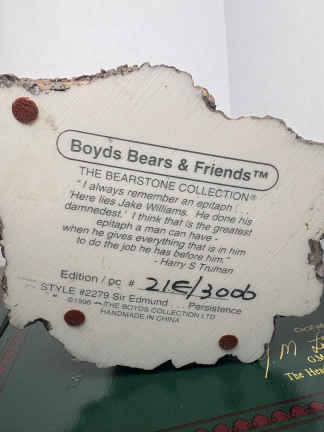 Boyds Bears & Friends™
THE BEARSTONE COLLECTION®
"I always remember an epitaph . . .
'Here lies Jake Williams. He done his
damnedest.' I think that is the greatest
epitaph a man can have -
when he gives everything that is in him
to do the job he has before him."
- Harry S Truman
Edition / pc # 21E/3006
STYLE #2279 Sir Edmund . . . Persistence
©1996 THE BOYDS COLLECTION LTD
HANDMADE IN CHINA
The Hea